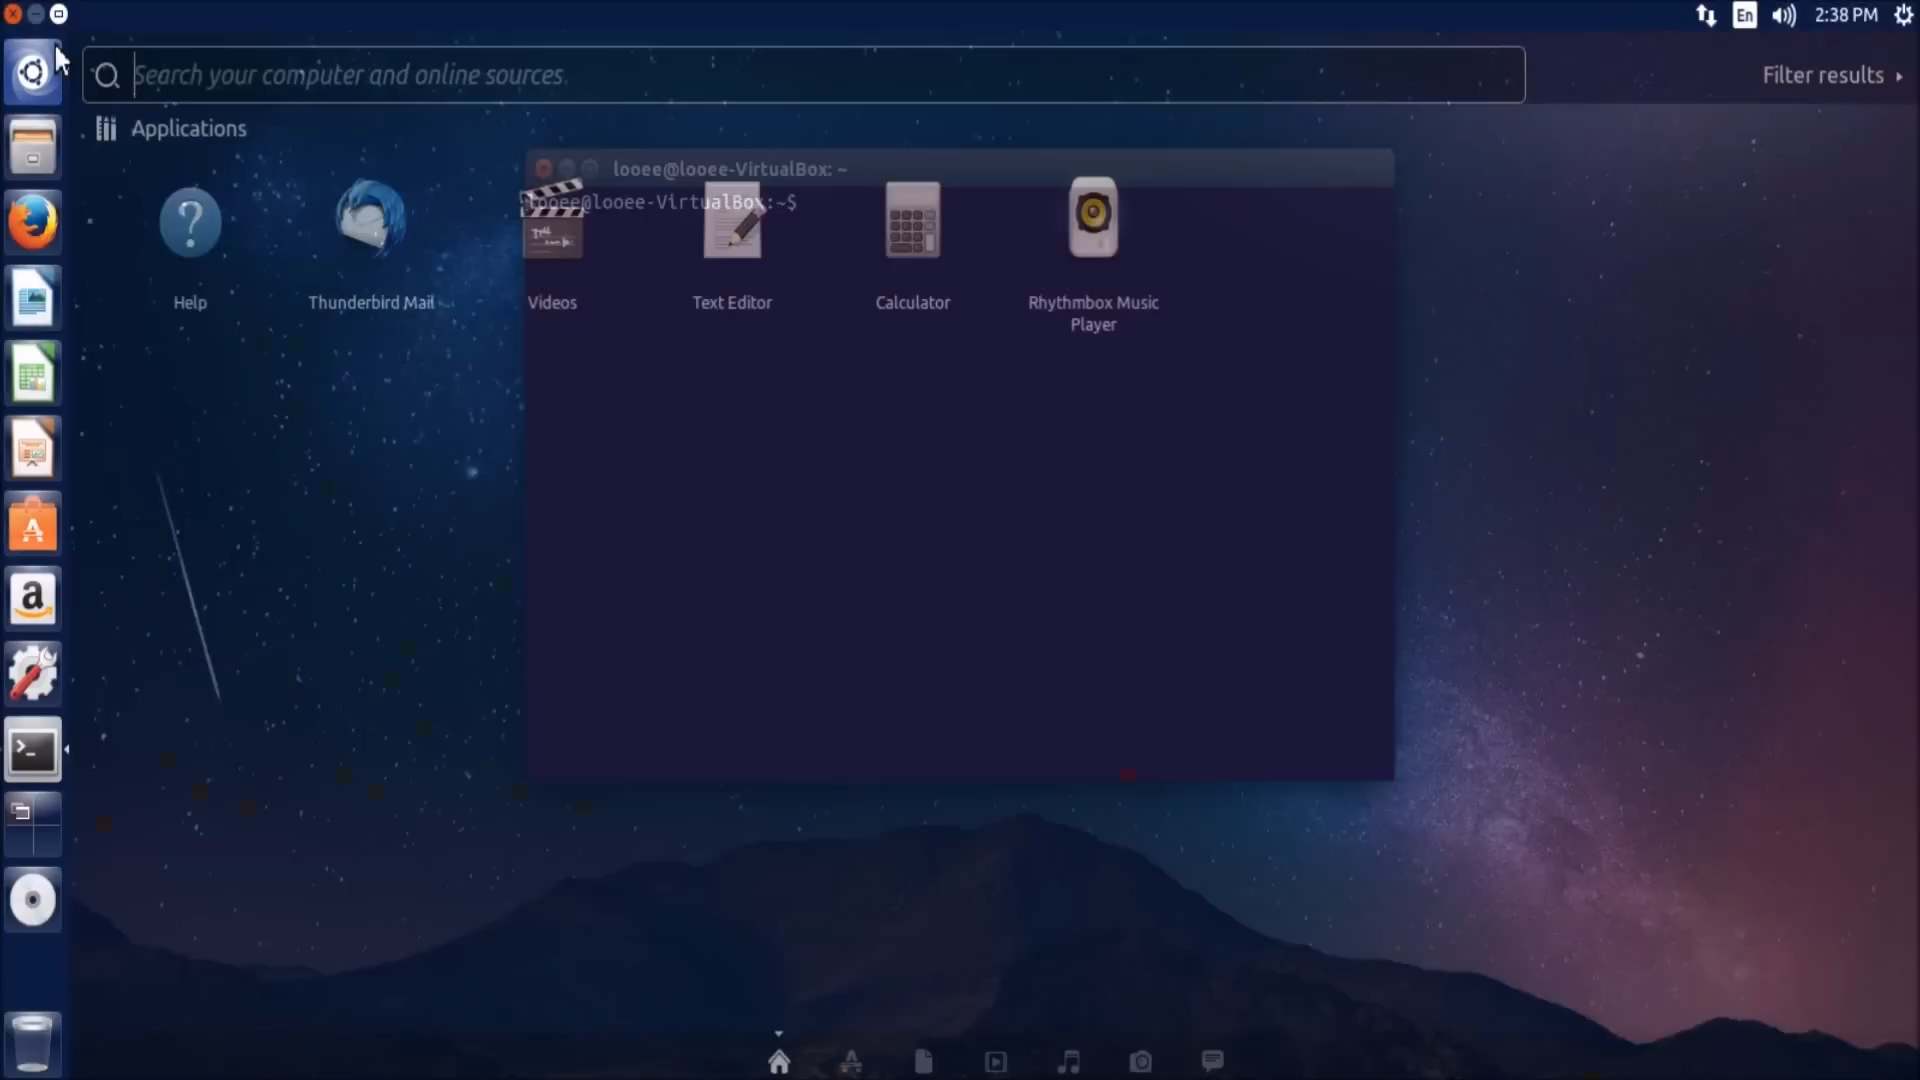 En
2:38 PM
Search your computer and online sources
Filter results
Applications
looee@looee-VirtualBox: ~
looee@looee-VirtualBox:~$
Help
Thunderbird Mail
Videos
Text Editor
Calculator
Rhythmbox Music
Player